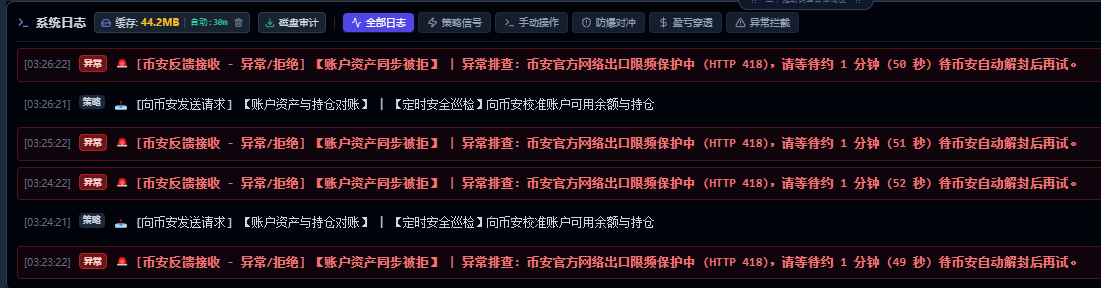 系统日志 缓存: 44.2MB 自动:30m 磁盘审计 全部日志 策略信号 手动操作 防爆对冲 盈亏穿透 异常拦截
[03:26:22] 异常 [币安反馈接收 - 异常/拒绝] 【账户资产同步被拒】 | 异常排查: 币安官方网络出口限频保护中 (HTTP 418)，请等待约 1 分钟 (50 秒) 待币安自动解封后再试。
[03:26:21] 策略 [向币安发送请求] 【账户资产与持仓对账】 | 【定时安全巡检】向币安校准账户可用余额与持仓
[03:25:22] 异常 [币安反馈接收 - 异常/拒绝] 【账户资产同步被拒】 | 异常排查: 币安官方网络出口限频保护中 (HTTP 418)，请等待约 1 分钟 (51 秒) 待币安自动解封后再试。
[03:24:22] 异常 [币安反馈接收 - 异常/拒绝] 【账户资产同步被拒】 | 异常排查: 币安官方网络出口限频保护中 (HTTP 418)，请等待约 1 分钟 (52 秒) 待币安自动解封后再试。
[03:24:21] 策略 [向币安发送请求] 【账户资产与持仓对账】 | 【定时安全巡检】向币安校准账户可用余额与持仓
[03:23:22] 异常 [币安反馈接收 - 异常/拒绝] 【账户资产同步被拒】 | 异常排查: 币安官方网络出口限频保护中 (HTTP 418)，请等待约 1 分钟 (49 秒) 待币安自动解封后再试。